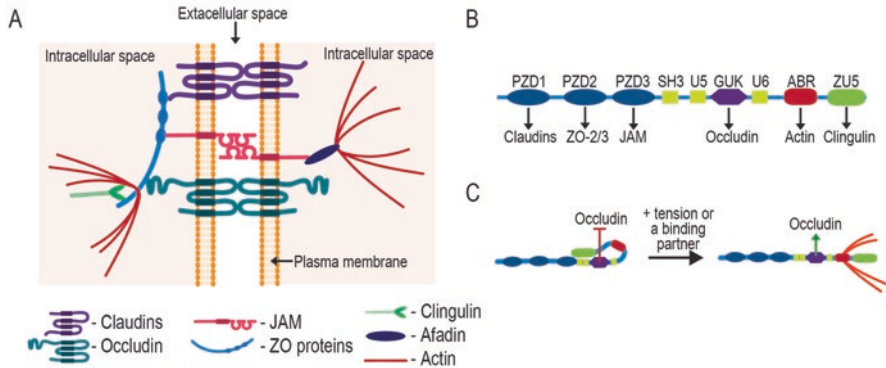 A
Extacellular space
Intracellular space
Intracellular space
Plasma membrane
- Claudins
- Occludin
- JAM
- ZO proteins
- Clingulin
- Afadin
- Actin
B
PZD1 PZD2 PZD3 SH3 U5 GUK U6 ABR ZU5
Claudins ZO-2/3 JAM Occludin Actin Clingulin
C
Occludin
+ tension or
a binding
partner
Occludin